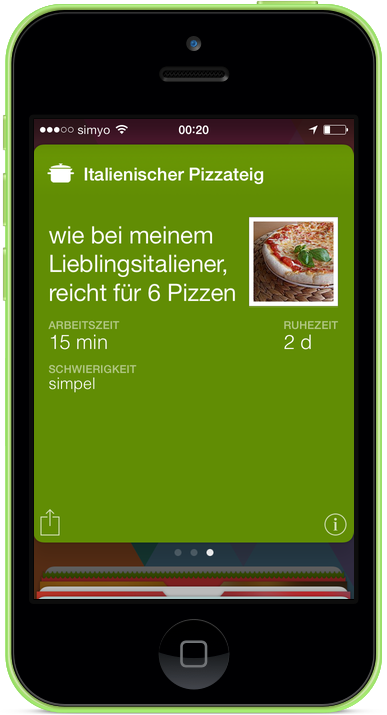 simyo 00:20
Italienischer Pizzateig
wie bei meinem
Lieblingsitaliener,
reicht für 6 Pizzen
ARBEITSZEIT RUHEZEIT
15 min 2 d
SCHWIERIGKEIT
simpel
i